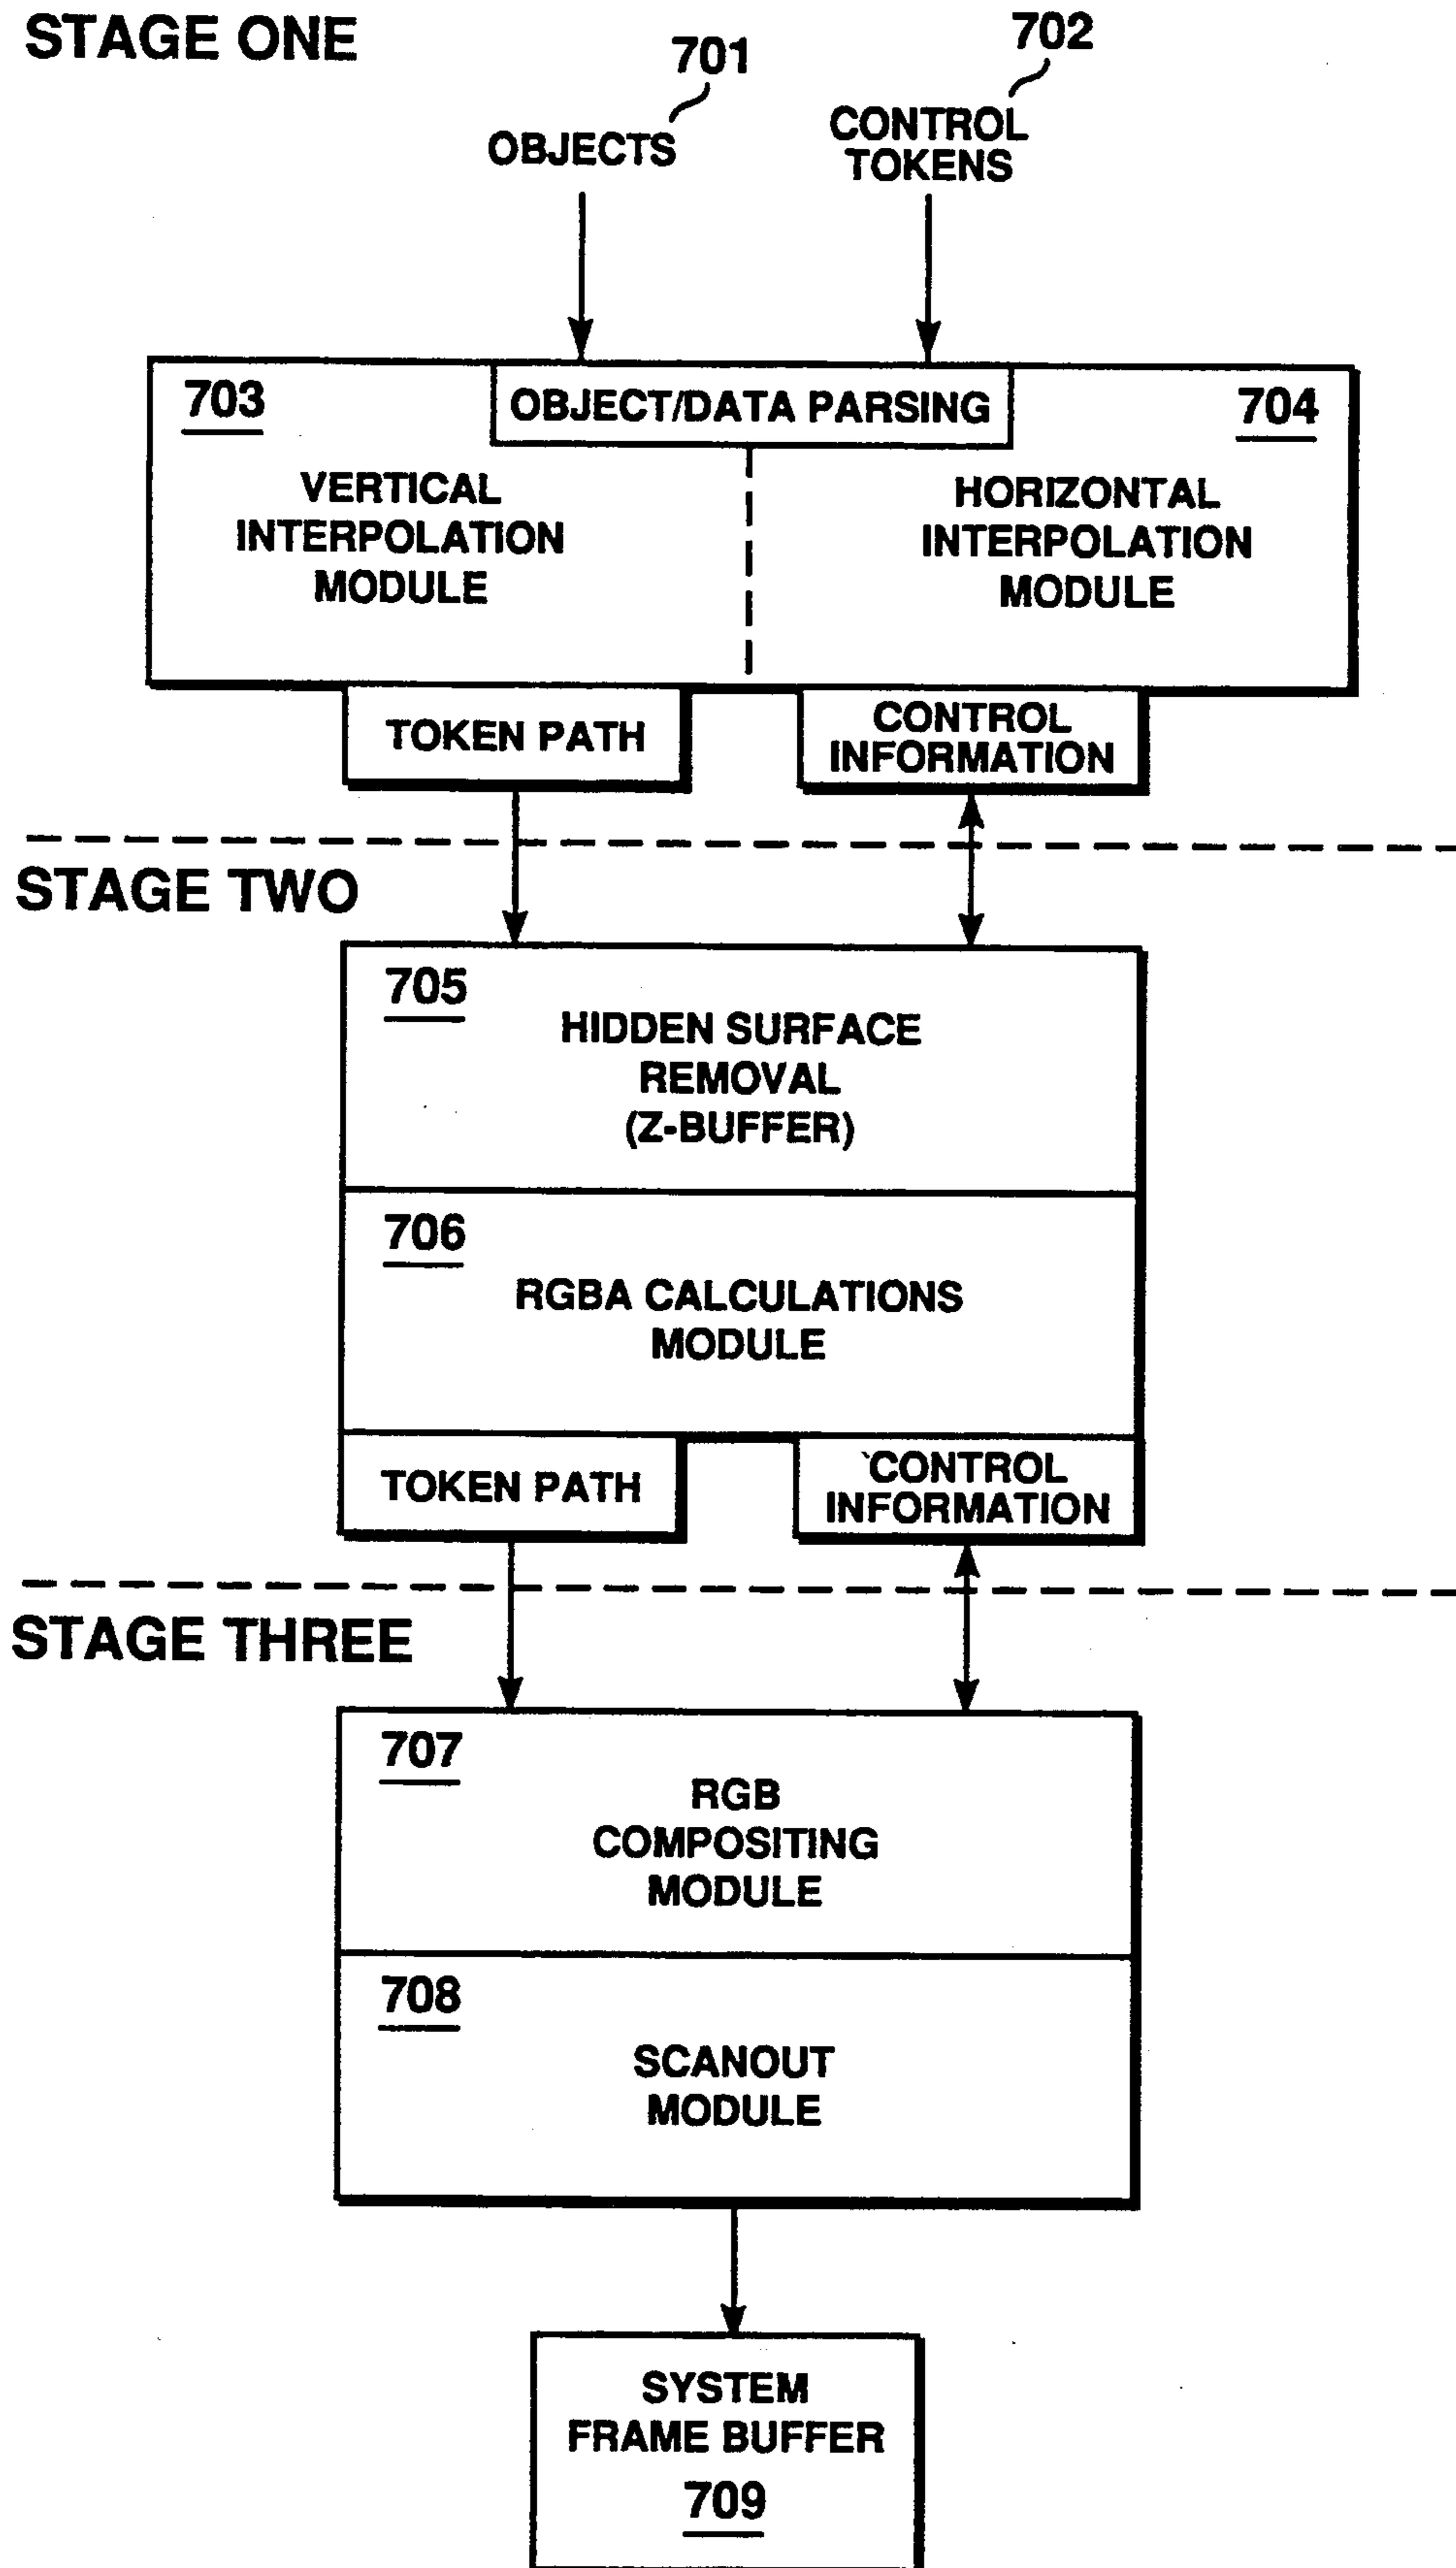 STAGE ONE
701
702
OBJECTS
CONTROL
TOKENS
703
OBJECT/DATA PARSING
704
VERTICAL
INTERPOLATION
MODULE
HORIZONTAL
INTERPOLATION
MODULE
TOKEN PATH
CONTROL
INFORMATION
STAGE TWO
705
HIDDEN SURFACE
REMOVAL
(Z-BUFFER)
706
RGBA CALCULATIONS
MODULE
TOKEN PATH
CONTROL
INFORMATION
STAGE THREE
707
RGB
COMPOSITING
MODULE
708
SCANOUT
MODULE
SYSTEM
FRAME BUFFER
709